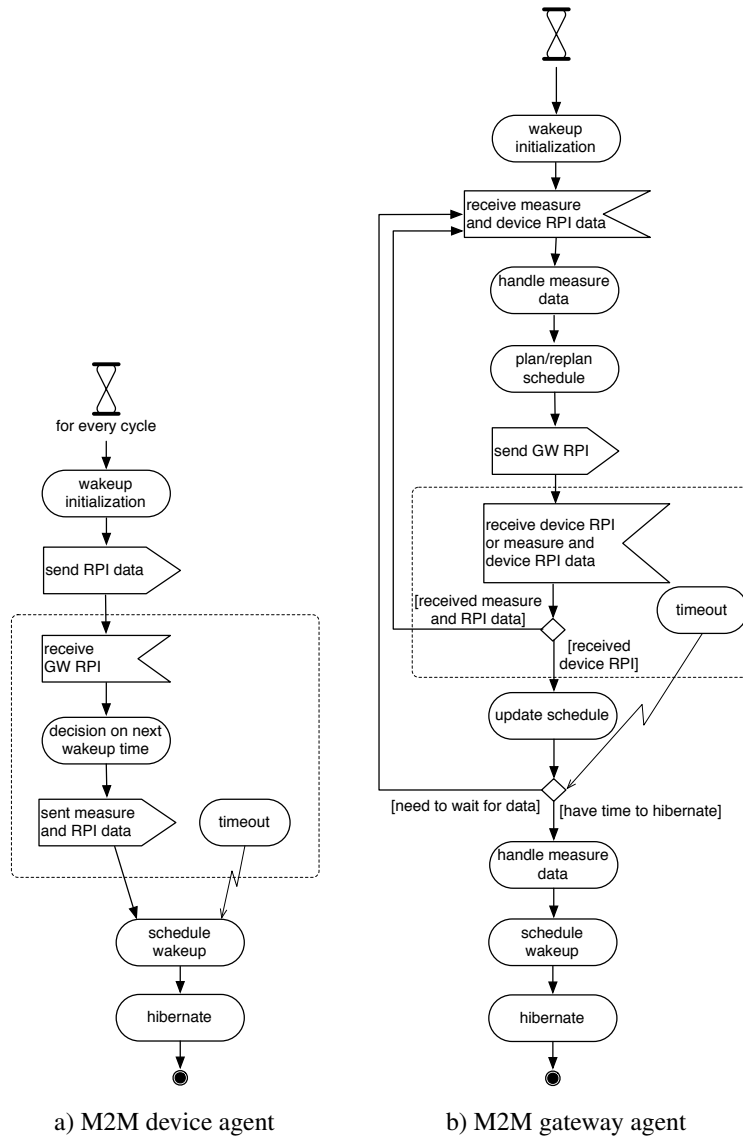 for every cycle
wakeup
initialization
send RPI data
receive
GW RPI
decision on next
wakeup time
sent measure
and RPI data
timeout
schedule
wakeup
hibernate
a) M2M device agent
wakeup
initialization
receive measure
and device RPI data
handle measure
data
plan/replan
schedule
send GW RPI
receive device RPI
or measure and
device RPI data
[received measure
and RPI data]
timeout
[received
device RPI]
update schedule
[need to wait for data]
[have time to hibernate]
handle measure
data
schedule
wakeup
hibernate
b) M2M gateway agent